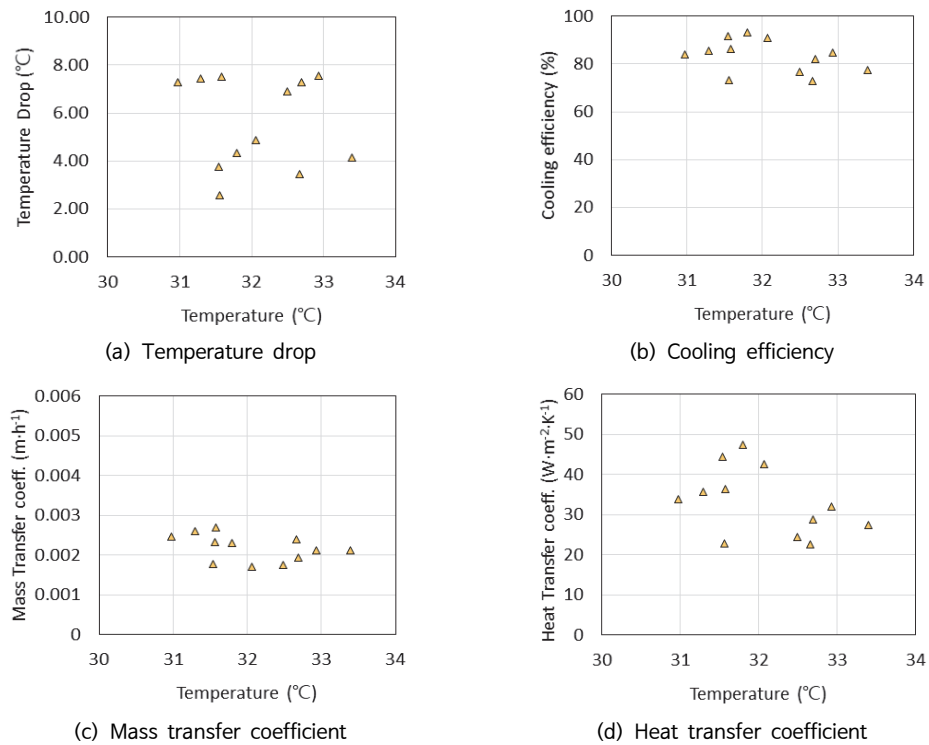 10.00
8.00
6.00
4.00
2.00
0.00
Temperature Drop (℃)
30 31 32 33 34
Temperature (℃)
(a) Temperature drop
100
80
60
40
20
0
Cooling efficiency (%)
30 31 32 33 34
Temperature (℃)
(b) Cooling efficiency
0.006
0.005
0.004
0.003
0.002
0.001
0
Mass Transfer coeff. (m·h⁻¹)
30 31 32 33 34
Temperature (℃)
(c) Mass transfer coefficient
60
50
40
30
20
10
0
Heat Transfer coeff. (W·m⁻²·K⁻¹)
30 31 32 33 34
Temperature (℃)
(d) Heat transfer coefficient